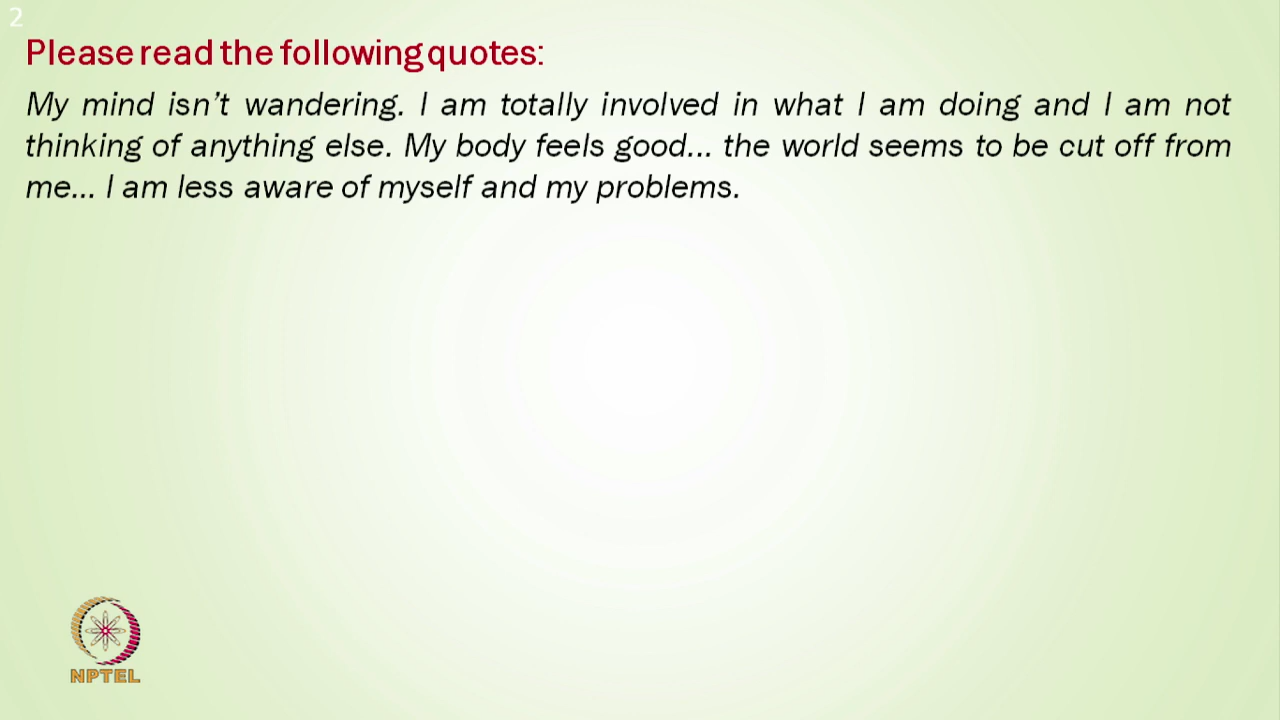 2
Please read the following quotes:
My mind isn’t wandering. I am totally involved in what I am doing and I am not
thinking of anything else. My body feels good... the world seems to be cut off from
me... I am less aware of myself and my problems.
NPTEL